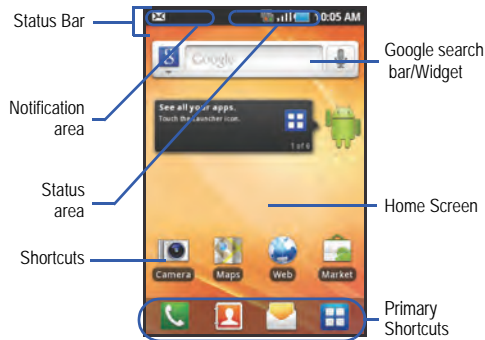 Status Bar
0:05 AM
Google
Google search
bar/Widget
Notification
area
See all your apps.
Touch the Launcher icon.
1 of 6
Status
area
Home Screen
Shortcuts
Camera Maps Web Market
Primary
Shortcuts